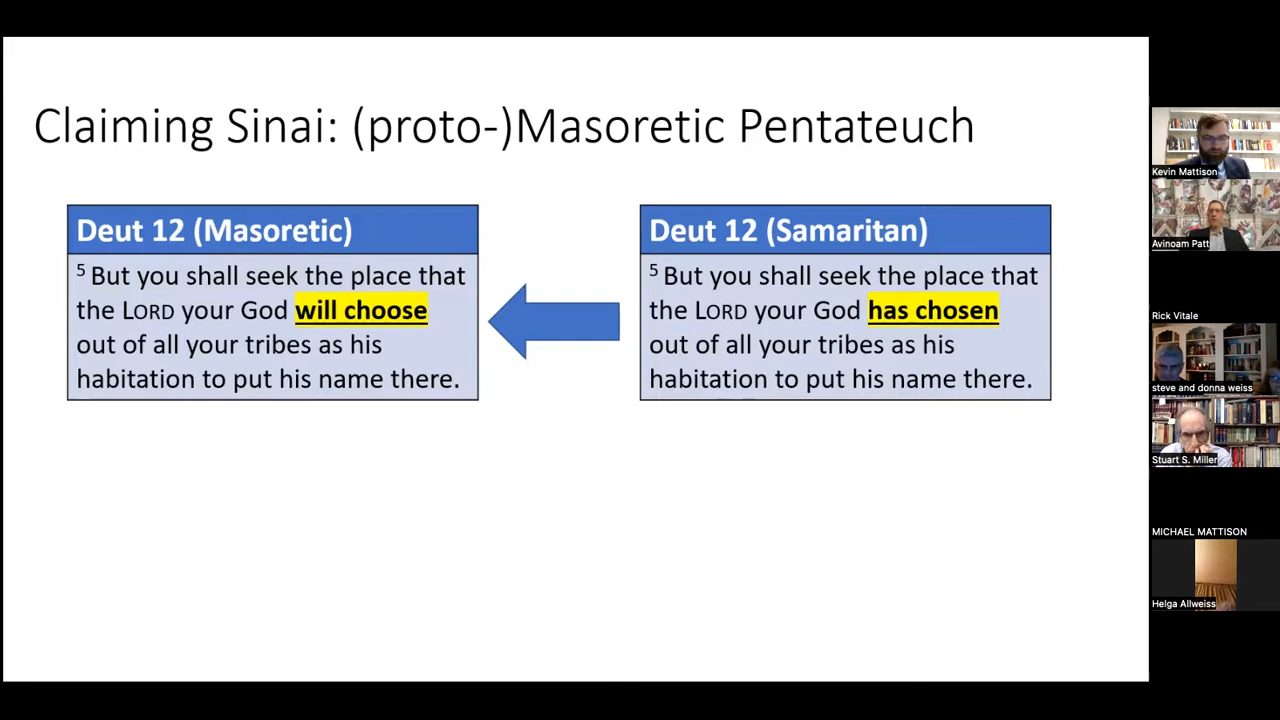 Claiming Sinai: (proto-)Masoretic Pentateuch
Deut 12 (Masoretic)
5 But you shall seek the place that
the LORD your God will choose
out of all your tribes as his
habitation to put his name there.
Deut 12 (Samaritan)
5 But you shall seek the place that
the LORD your God has chosen
out of all your tribes as his
habitation to put his name there.
Kevin Mattison
Avinoam Patt
Rick Vitale
steve and donna weiss
Stuart S. Miller
MICHAEL MATTISON
Helga Allweiss